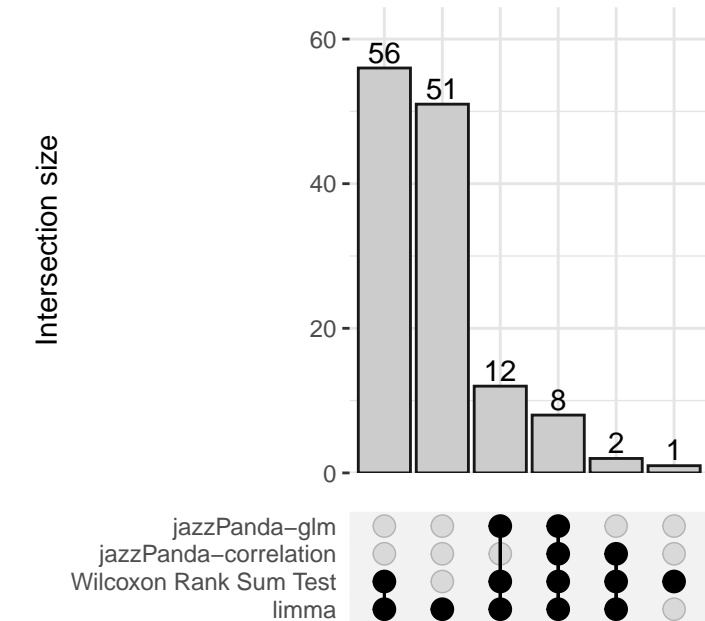 60
56
51
40
Intersection size
20
12
8
2
1
0
jazzPanda−glm
jazzPanda−correlation
Wilcoxon Rank Sum Test
limma